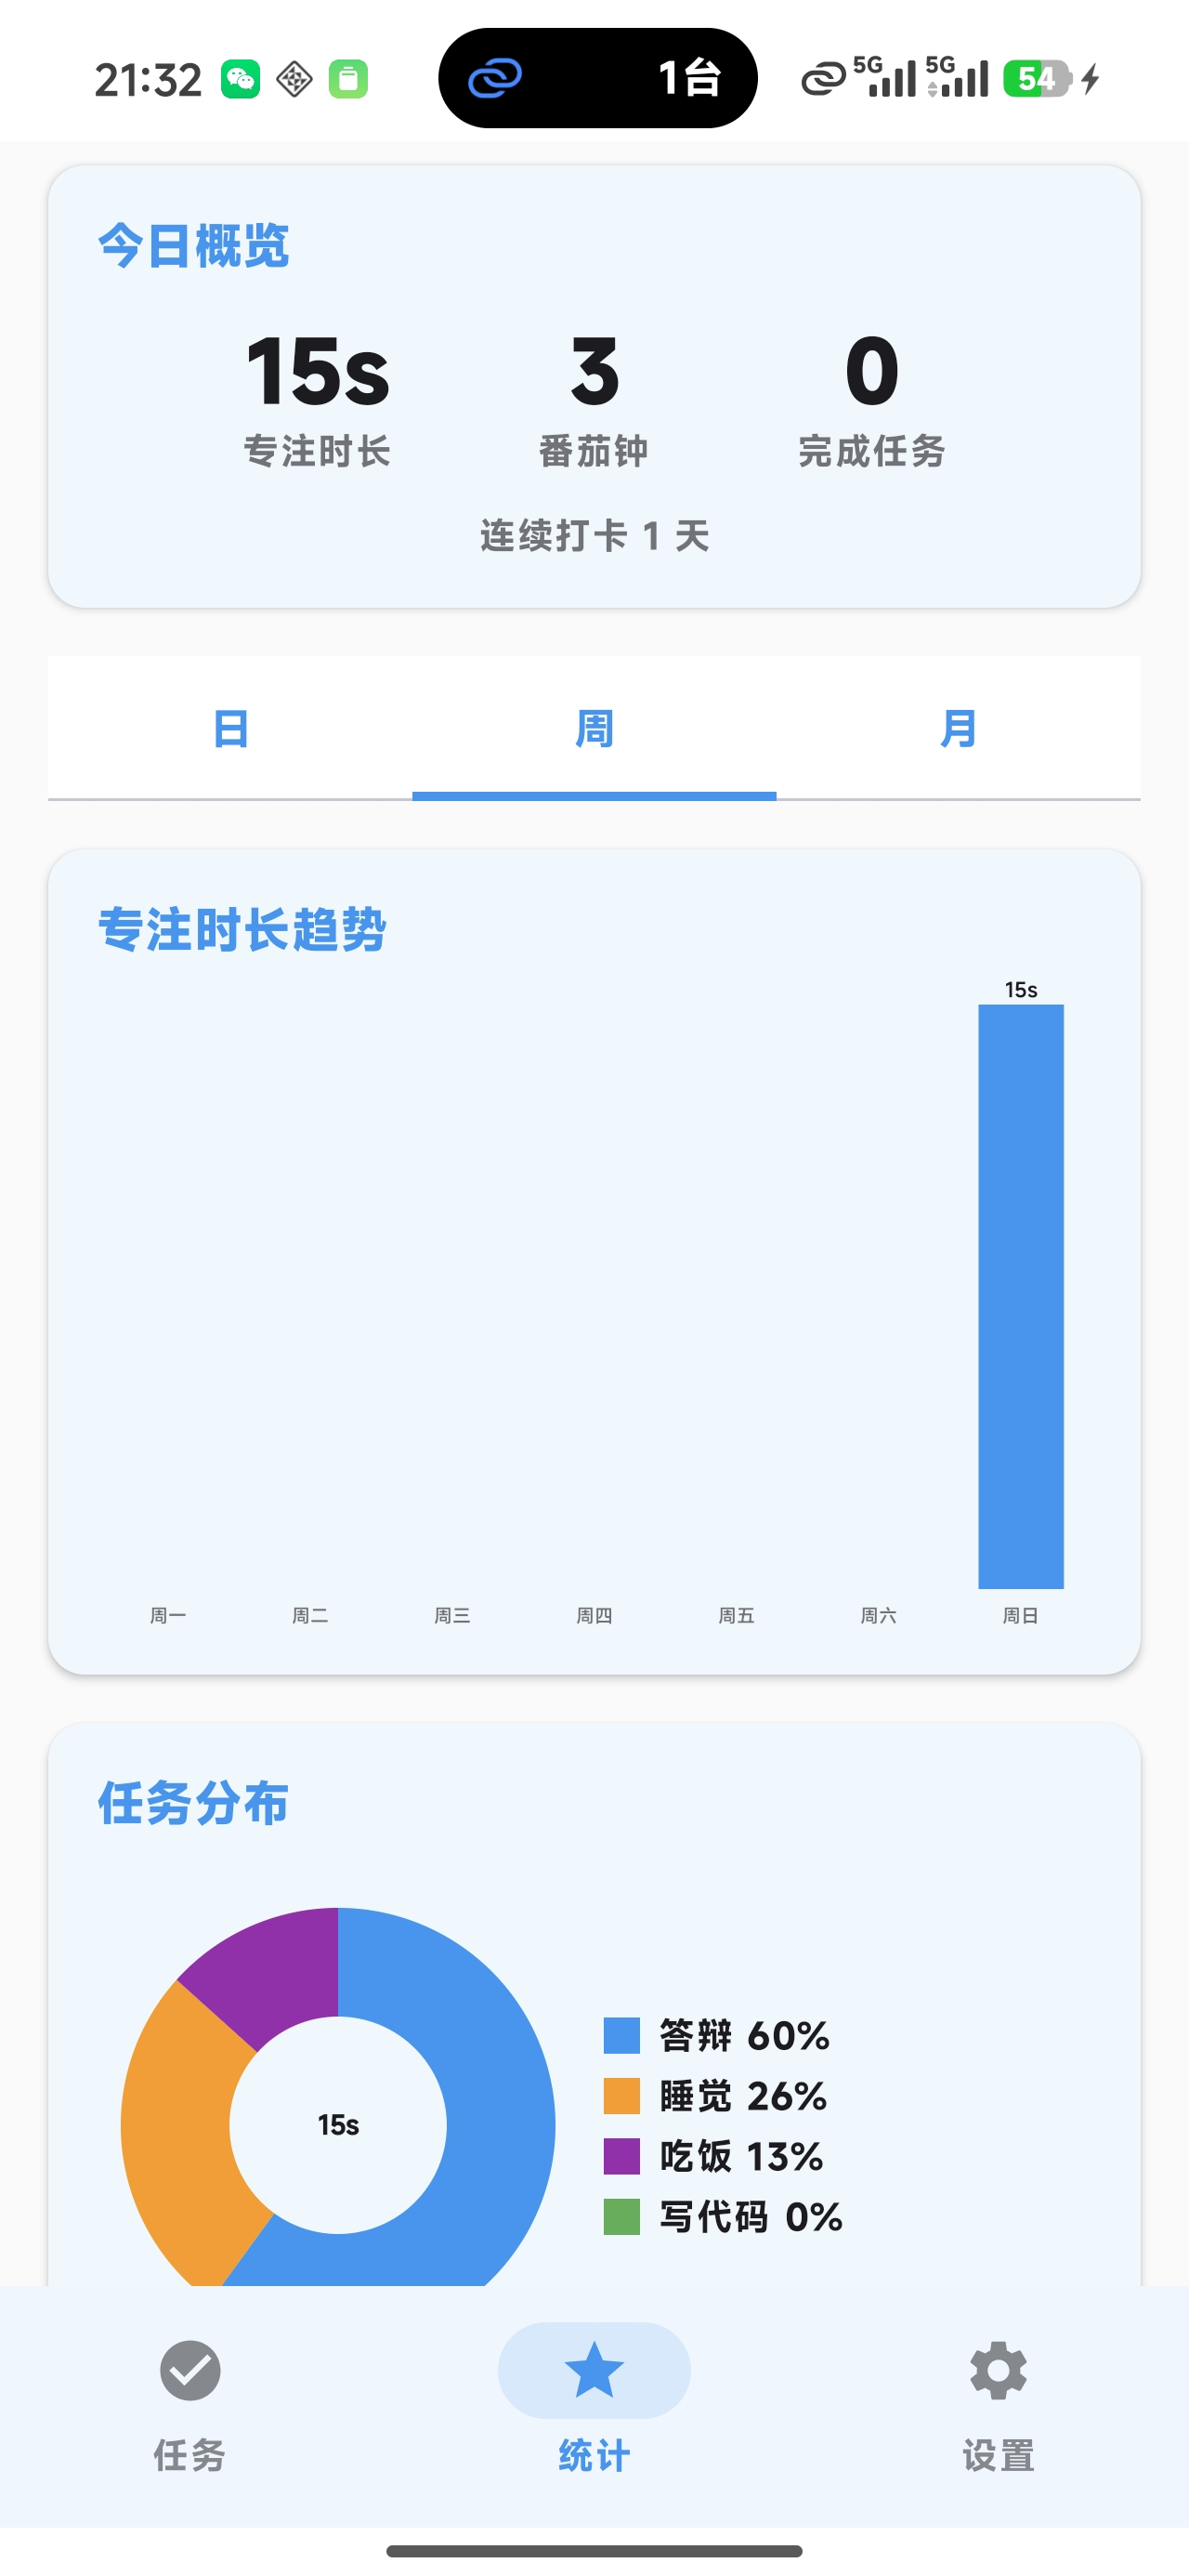 21:32
1台
5G 5G 54
今日概览
15s 3 0
专注时长 番茄钟 完成任务
连续打卡 1 天
日 周 月
专注时长趋势
15s
周一 周二 周三 周四 周五 周六 周日
任务分布
15s
答辩 60%
睡觉 26%
吃饭 13%
写代码 0%
任务 统计 设置